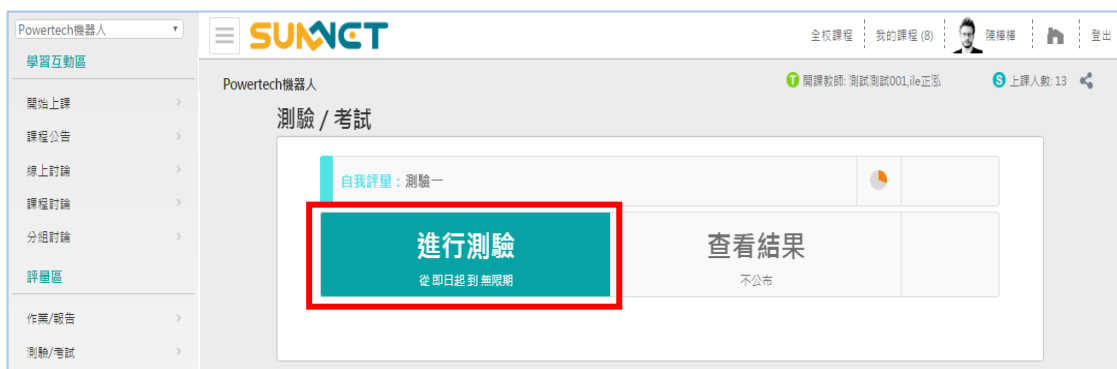 Powertech機器人
SUNNET
全校課程
我的課程 (8)
陳棒棒
登出
學習互動區
開始上課
課程公告
線上討論
課程討論
分組討論
評量區
作業/報告
測驗/考試
Powertech機器人
開課教師: 測試測試001,ile正泓
上課人數: 13
測驗 / 考試
自我評量：測驗一
進行測驗
從 即日起 到 無限期
查看結果
不公布